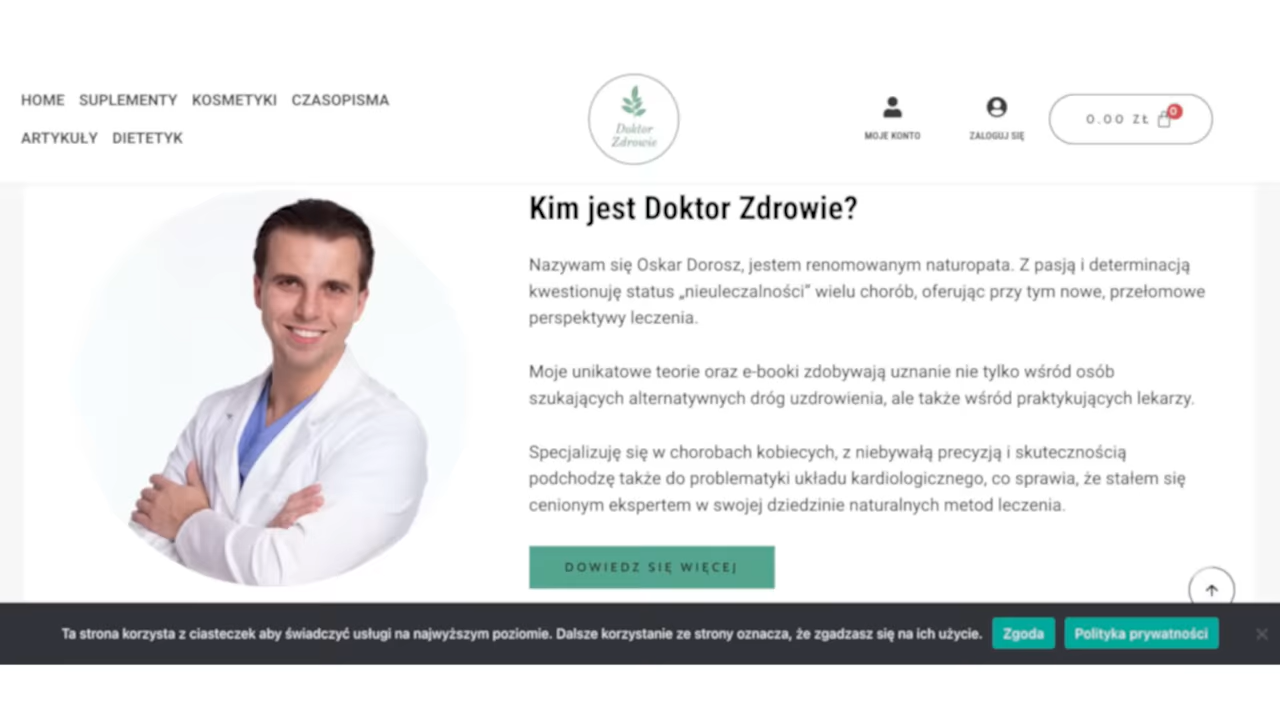 HOME SUPLEMENTY KOSMETYKI CZASOPISMA
ARTYKUŁY DIETETYK
Doktor
Zdrowie
MOJE KONTO
ZALOGUJ SIĘ
0.00 ZŁ 0
Kim jest Doktor Zdrowie?
Nazywam się Oskar Dorosz, jestem renomowanym naturopata. Z pasją i determinacją
kwestionuję status „nieuleczalności” wielu chorób, oferując przy tym nowe, przełomowe
perspektywy leczenia.
Moje unikatowe teorie oraz e-booki zdobywają uznanie nie tylko wśród osób
szukających alternatywnych dróg uzdrowienia, ale także wśród praktykujących lekarzy.
Specjalizuję się w chorobach kobiecych, z niebywałą precyzją i skutecznością
podchodzę także do problematyki układu kardiologicznego, co sprawia, że stałem się
cenionym ekspertem w swojej dziedzinie naturalnych metod leczenia.
DOWIEDZ SIĘ WIĘCEJ
Ta strona korzysta z ciasteczek aby świadczyć usługi na najwyższym poziomie. Dalsze korzystanie ze strony oznacza, że zgadzasz się na ich użycie. Zgoda Polityka prywatności